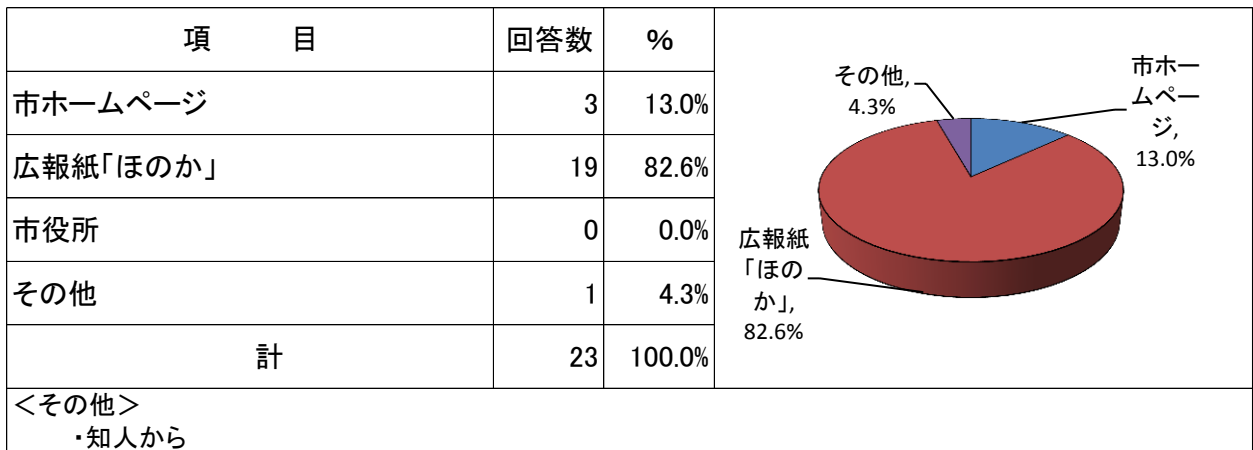 項　　　目 回答数 %
市ホームページ 3 13.0%
広報紙「ほのか」 19 82.6%
市役所 0 0.0%
その他 1 4.3%
計 23 100.0%
その他,
4.3%
市ホー
ムペー
ジ,
13.0%
広報紙
「ほの
か」,
82.6%
＜その他＞
・知人から